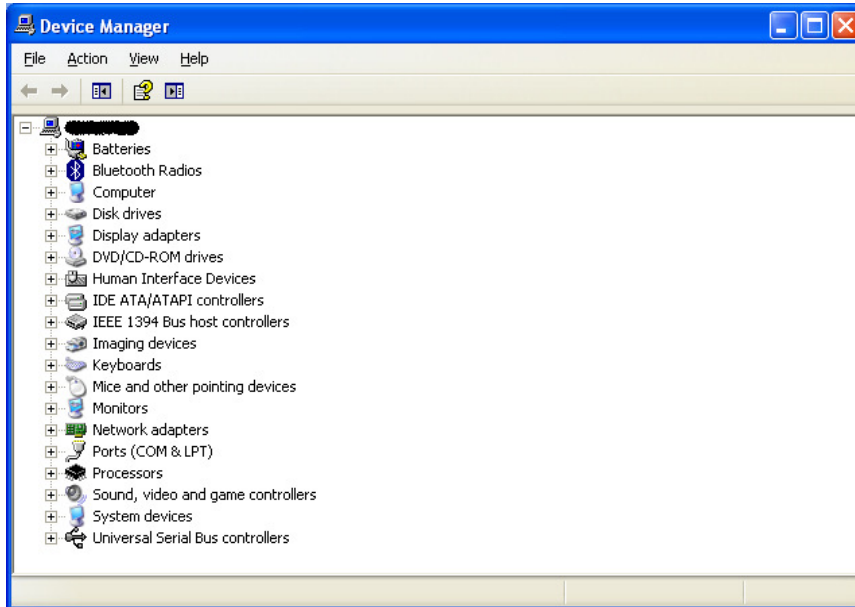 Device Manager
File Action View Help
Batteries
Bluetooth Radios
Computer
Disk drives
Display adapters
DVD/CD-ROM drives
Human Interface Devices
IDE ATA/ATAPI controllers
IEEE 1394 Bus host controllers
Imaging devices
Keyboards
Mice and other pointing devices
Monitors
Network adapters
Ports (COM & LPT)
Processors
Sound, video and game controllers
System devices
Universal Serial Bus controllers